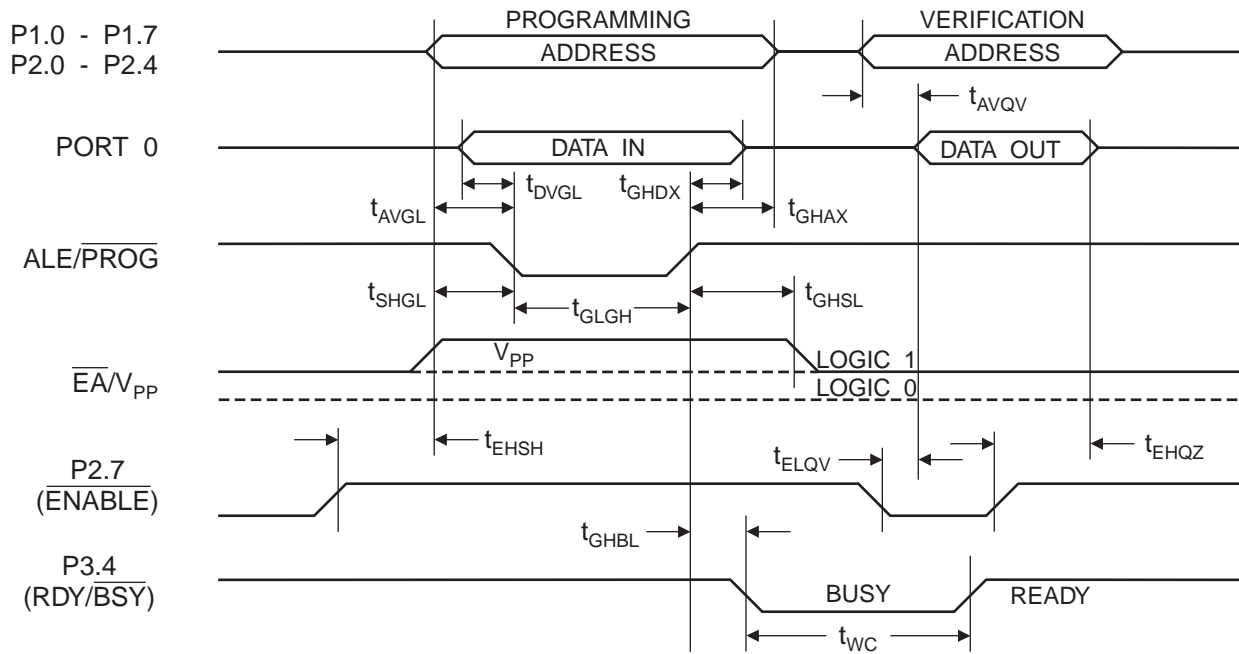 PROGRAMMING
VERIFICATION
P1.0 - P1.7
P2.0 - P2.4
ADDRESS
ADDRESS
tAVQV
PORT 0
DATA IN
DATA OUT
tDVGL
tGHDX
tAVGL
tGHAX
ALE/PROG
tSHGL
tGLGH
tGHSL
VPP
LOGIC 1
EA/VPP
LOGIC 0
tEHSH
tELQV
tEHQZ
P2.7
(ENABLE)
tGHBL
P3.4
(RDY/BSY)
BUSY
READY
tWC